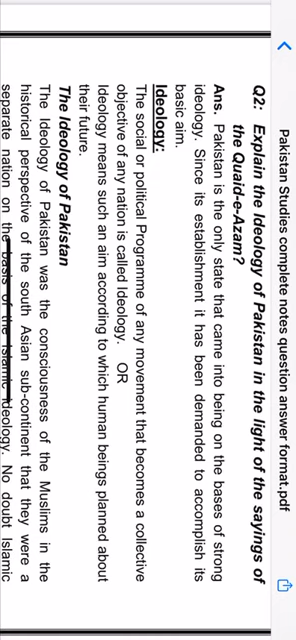 Pakistan Studies complete notes question answer format.pdf
Q2: Explain the Ideology of Pakistan in the light of the sayings of
the Quaid-e-Azam?
Ans. Pakistan is the only state that came into being on the bases of strong
ideology. Since its establishment it has been demanded to accomplish its
basic aim.
Ideology:
The social or political Programme of any movement that becomes a collective
objective of any nation is called Ideology. OR
Ideology means such an aim according to which human beings planned about
their future.
The Ideology of Pakistan
The Ideology of Pakistan was the consciousness of the Muslims in the
historical perspective of the south Asian sub-continent that they were a
separate nation on the basis of the Islamic ideology. No doubt Islamic